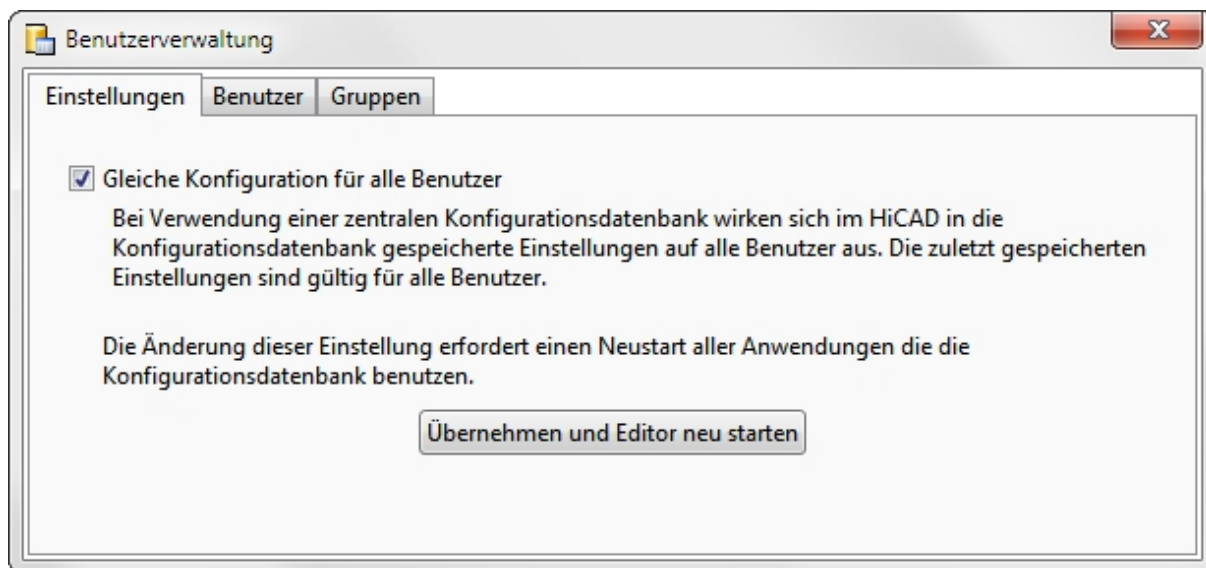 Benutzerverwaltung
Einstellungen Benutzer Gruppen
Gleiche Konfiguration für alle Benutzer
Bei Verwendung einer zentralen Konfigurationsdatenbank wirken sich im HiCAD in die
Konfigurationsdatenbank gespeicherte Einstellungen auf alle Benutzer aus. Die zuletzt gespeicherten
Einstellungen sind gültig für alle Benutzer.
Die Änderung dieser Einstellung erfordert einen Neustart aller Anwendungen die die
Konfigurationsdatenbank benutzen.
Übernehmen und Editor neu starten